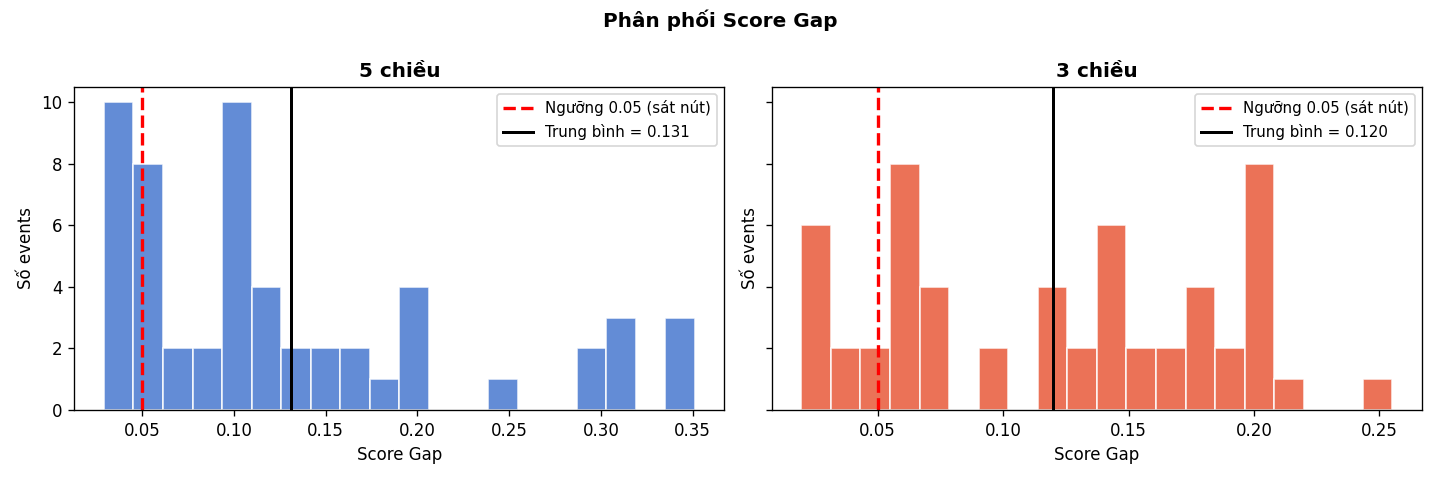 Phân phối Score Gap
5 chiều
Số events
10
8
6
4
2
0
Ngưỡng 0.05 (sát nút)
Trung bình = 0.131
0.05 0.10 0.15 0.20 0.25 0.30 0.35
Score Gap
3 chiều
Số events
Ngưỡng 0.05 (sát nút)
Trung bình = 0.120
0.05 0.10 0.15 0.20 0.25
Score Gap